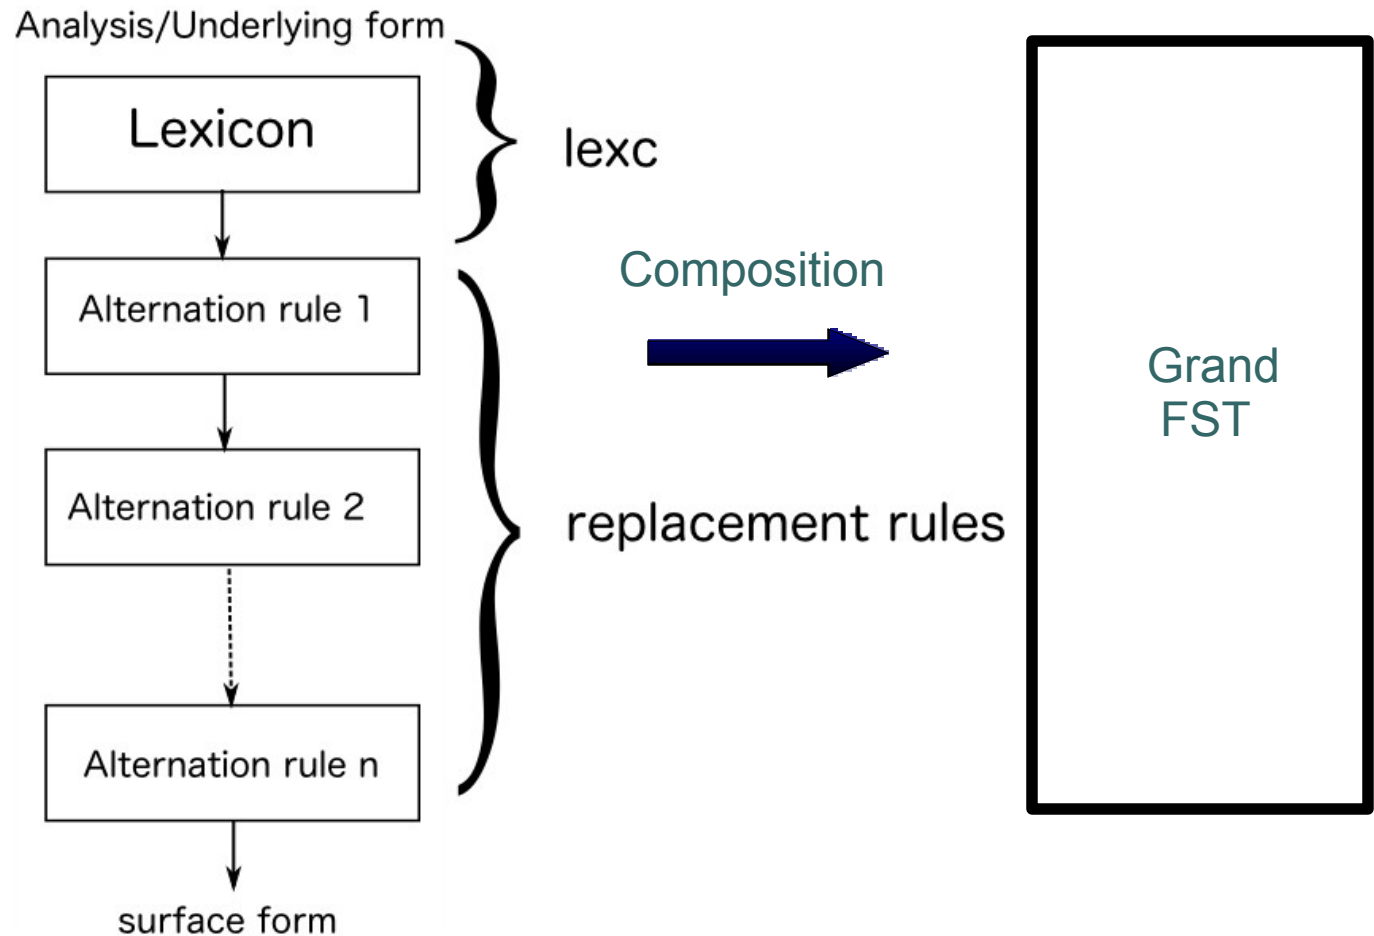 Analysis/Underlying form
Lexicon
lexc
Alternation rule 1
Composition
Alternation rule 2
replacement rules
Alternation rule n
surface form
Grand
FST